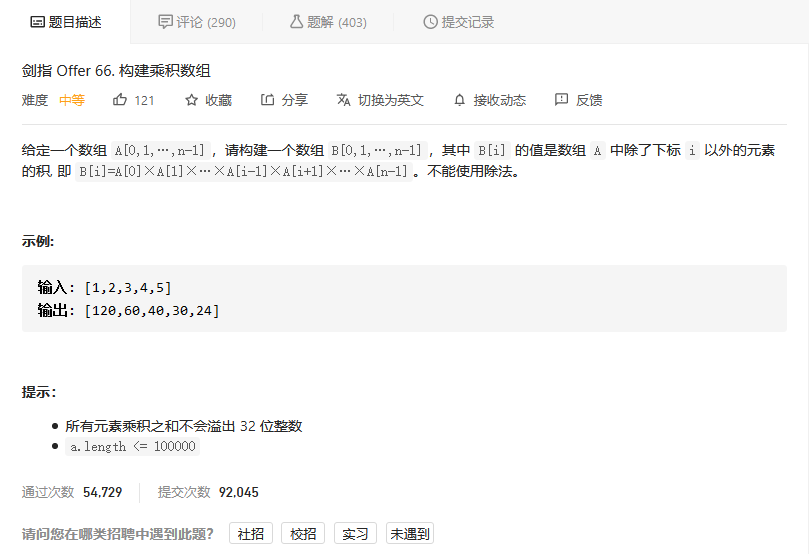 题目描述 评论 (290) 题解 (403) 提交记录
剑指 Offer 66. 构建乘积数组
难度 中等 121 收藏 分享 切换为英文 接收动态 反馈
给定一个数组 A[0,1,…,n-1]，请构建一个数组 B[0,1,…,n-1]，其中 B[i] 的值是数组 A 中除了下标 i 以外的元素
的积, 即 B[i]=A[0]×A[1]×…×A[i-1]×A[i+1]×…×A[n-1]。不能使用除法。
示例:
输入: [1,2,3,4,5]
输出: [120,60,40,30,24]
提示：
所有元素乘积之和不会溢出 32 位整数
a.length <= 100000
通过次数 54,729 提交次数 92,045
请问您在哪类招聘中遇到此题？ 社招 校招 实习 未遇到